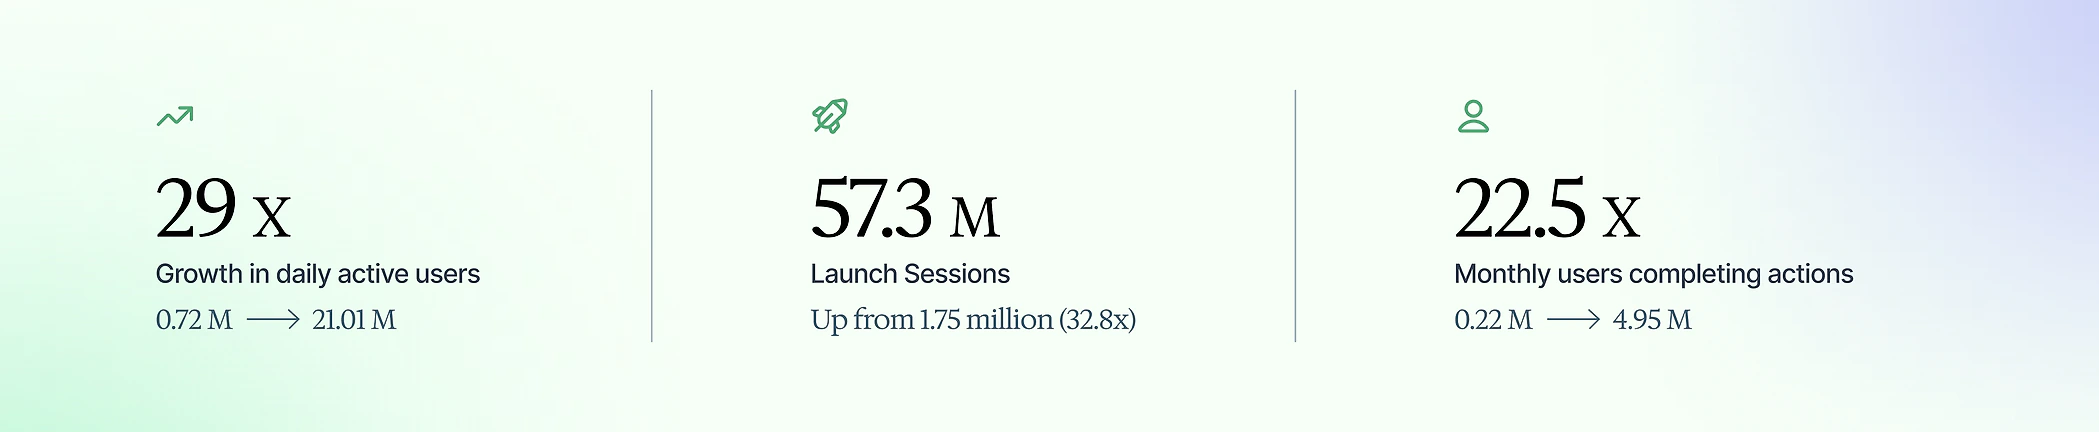 29 X
Growth in daily active users
0.72 M → 21.01 M
57.3 M
Launch Sessions
Up from 1.75 million (32.8x)
22.5 X
Monthly users completing actions
0.22 M → 4.95 M